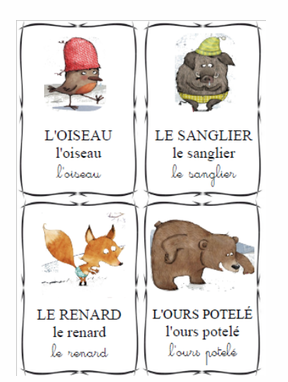 L'OISEAU
l'oiseau
l'oiseau
LE SANGLIER
le sanglier
le sanglier
LE RENARD
le renard
le renard
L'OURS POTELÉ
l'ours potelé
l'ours potelé